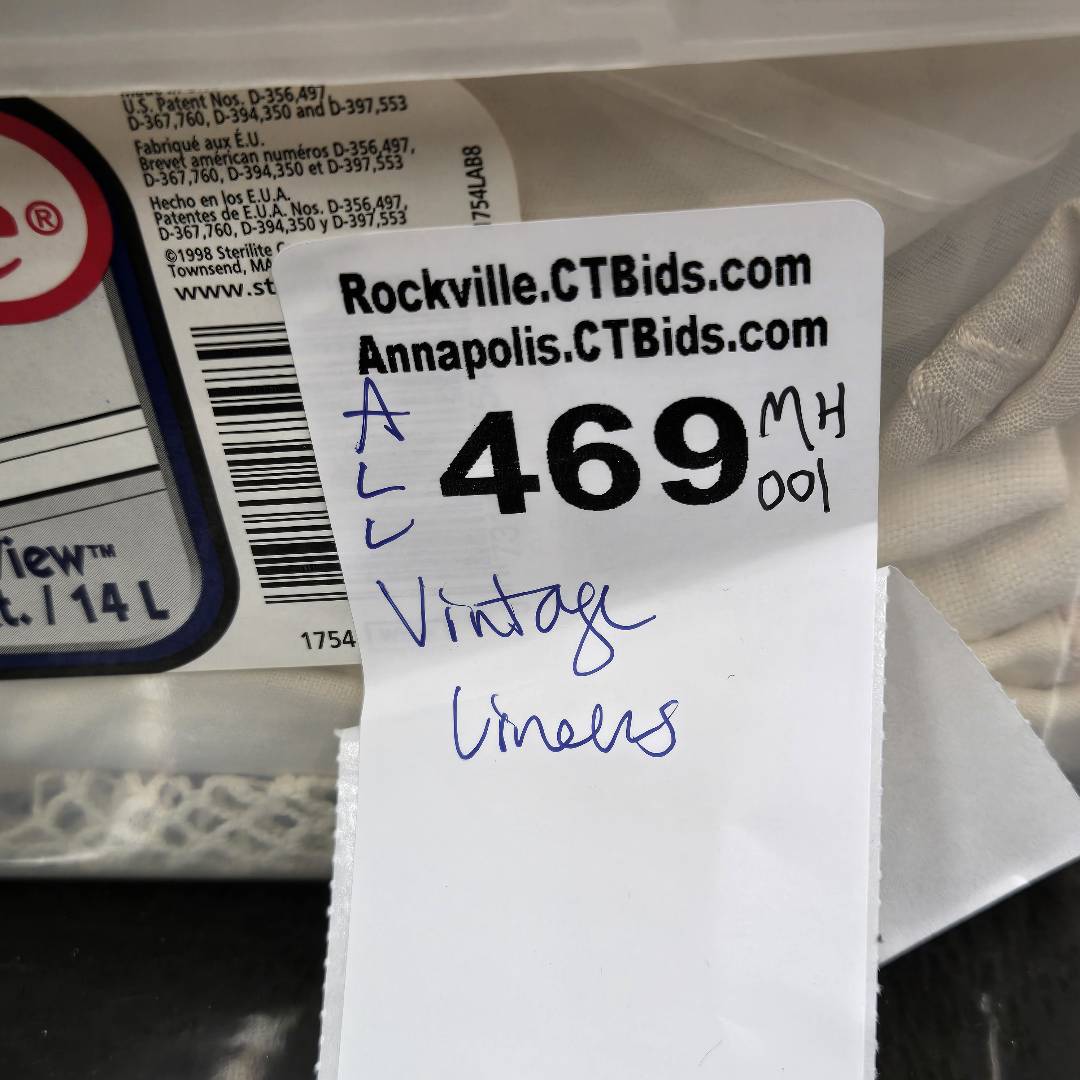 U.S. Patent Nos. D-356,497,
D-367,760, D-394,350 and D-397,553
Fabriqué aux É.U.
Brevet américan numéros D-356,497,
D-367,760, D-394,350 et D-397,553
Hecho en los E.U.A.
Patentes de E.U.A. Nos. D-356,497,
D-367,760, D-394,350 y D-397,553
©1998 Sterilite C
Townsend, MA
www.st
1754LAB8
e®
iew™
t. / 14 L
1754
Rockville.CTBids.com
Annapolis.CTBids.com
A
L
L
469
MH
001
Vintage
Linens